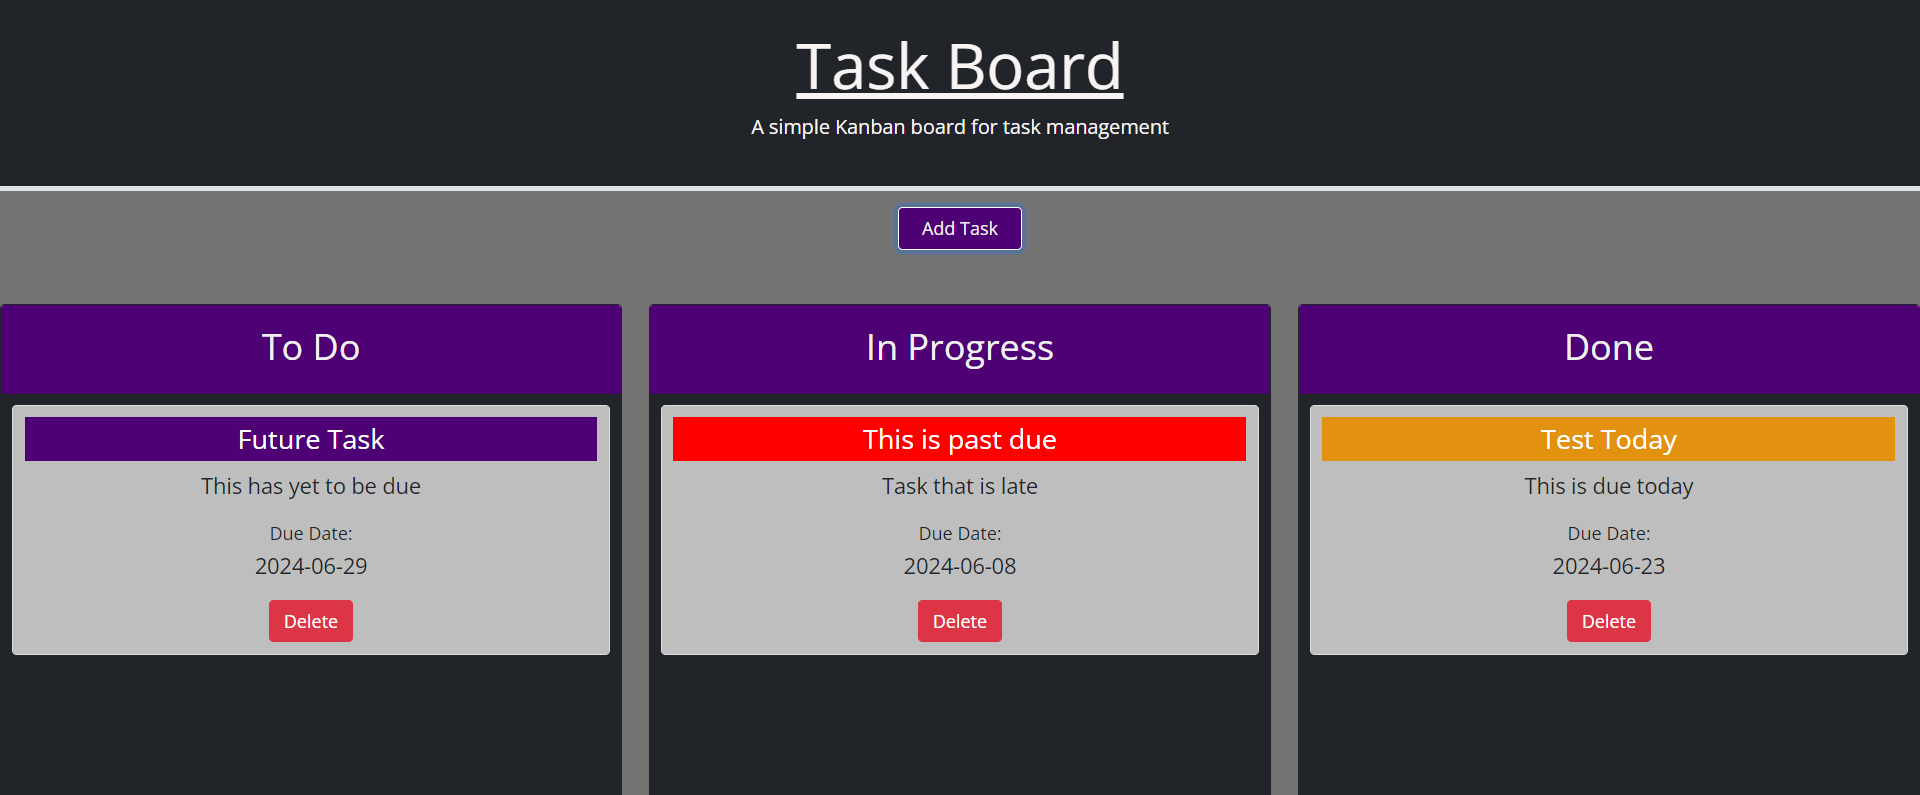 Task Board
A simple Kanban board for task management
Add Task
To Do
Future Task
This has yet to be due
Due Date:
2024-06-29
Delete
In Progress
This is past due
Task that is late
Due Date:
2024-06-08
Delete
Done
Test Today
This is due today
Due Date:
2024-06-23
Delete